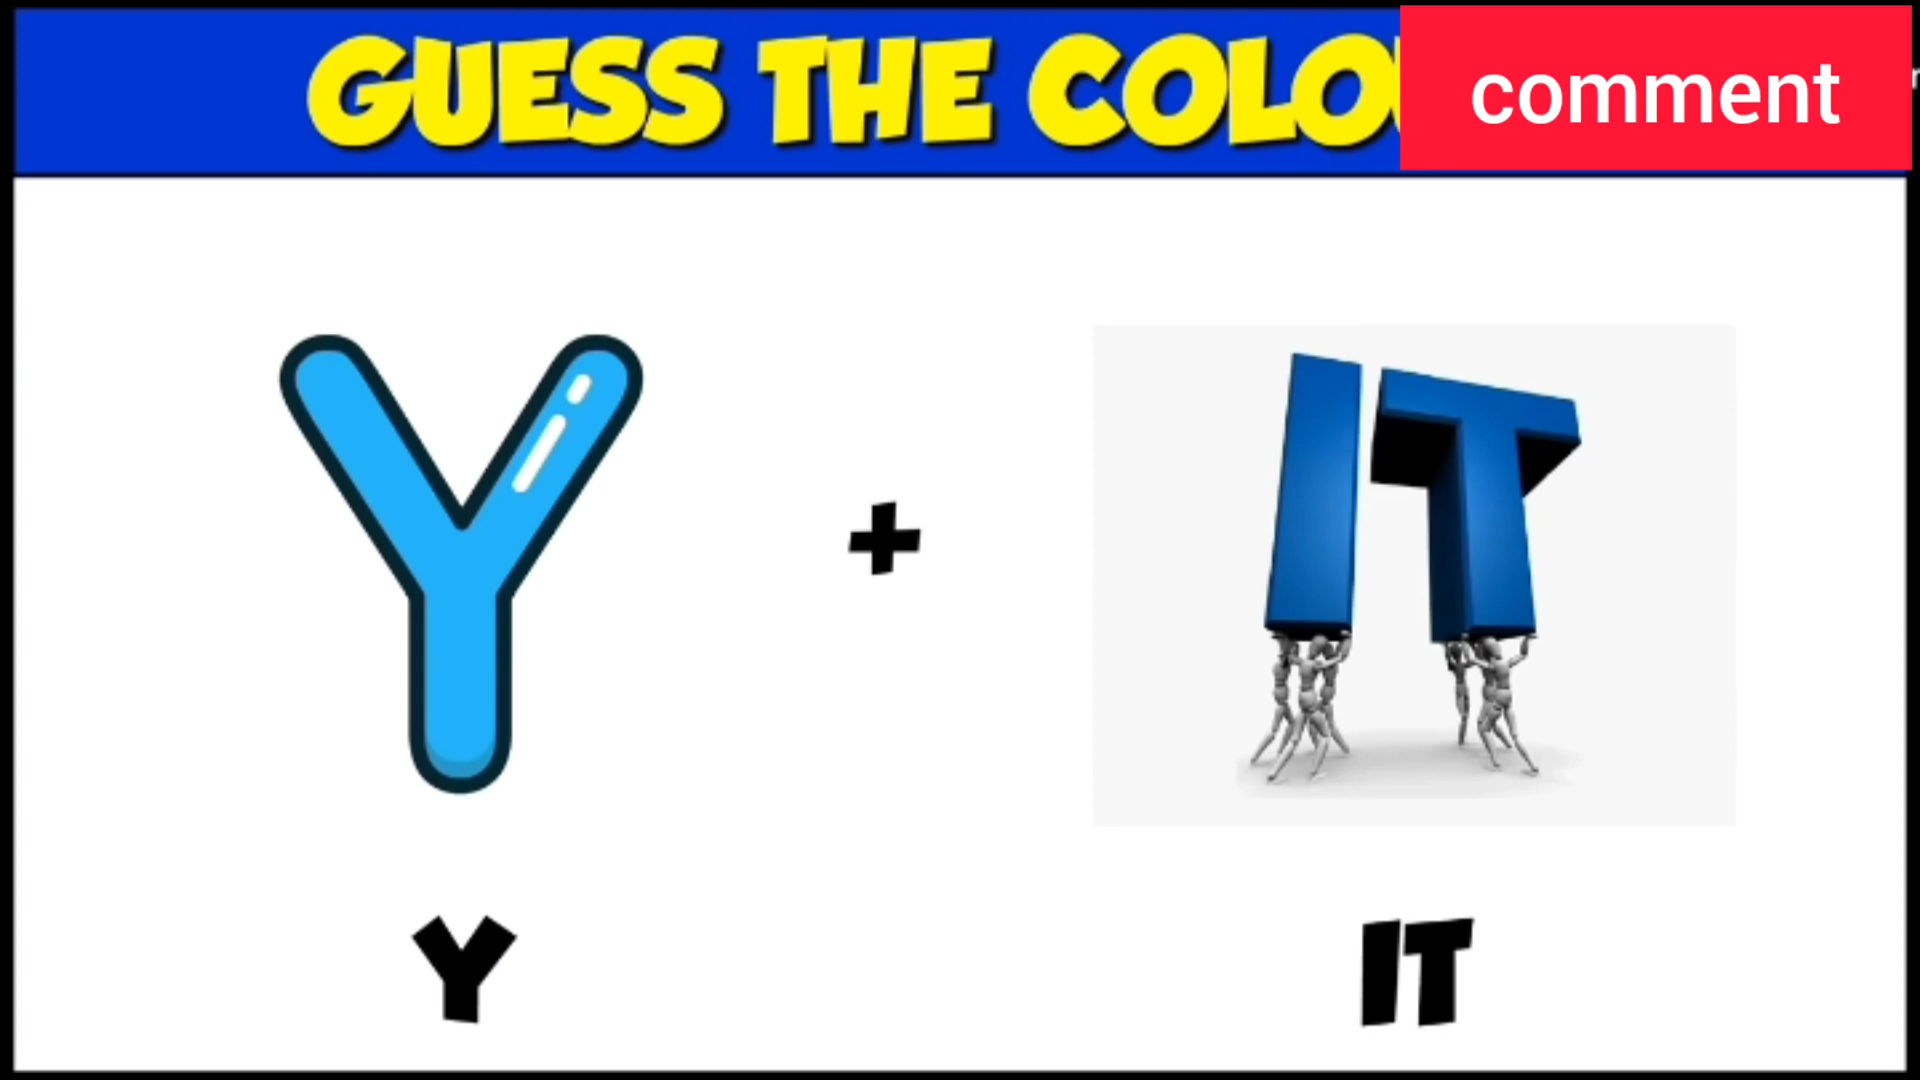 GUESS THE COLO
comment
Y
+
IT
Y
IT